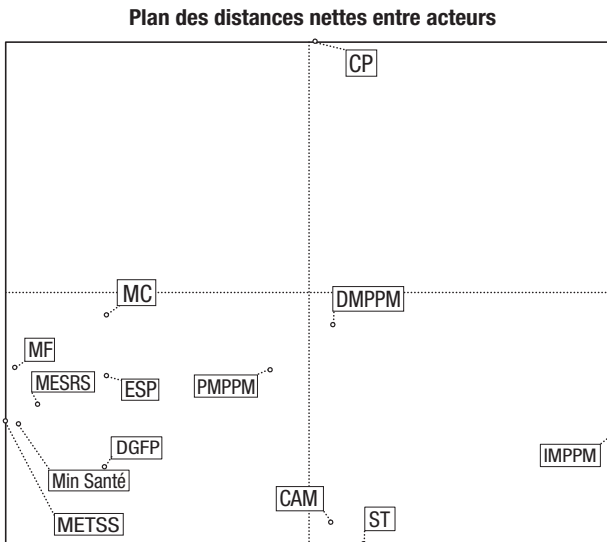 Plan des distances nettes entre acteurs
CP
MC
DMPPM
MF
MESRS
ESP
PMPPM
DGFP
IMPPM
Min Santé
CAM
ST
METSS